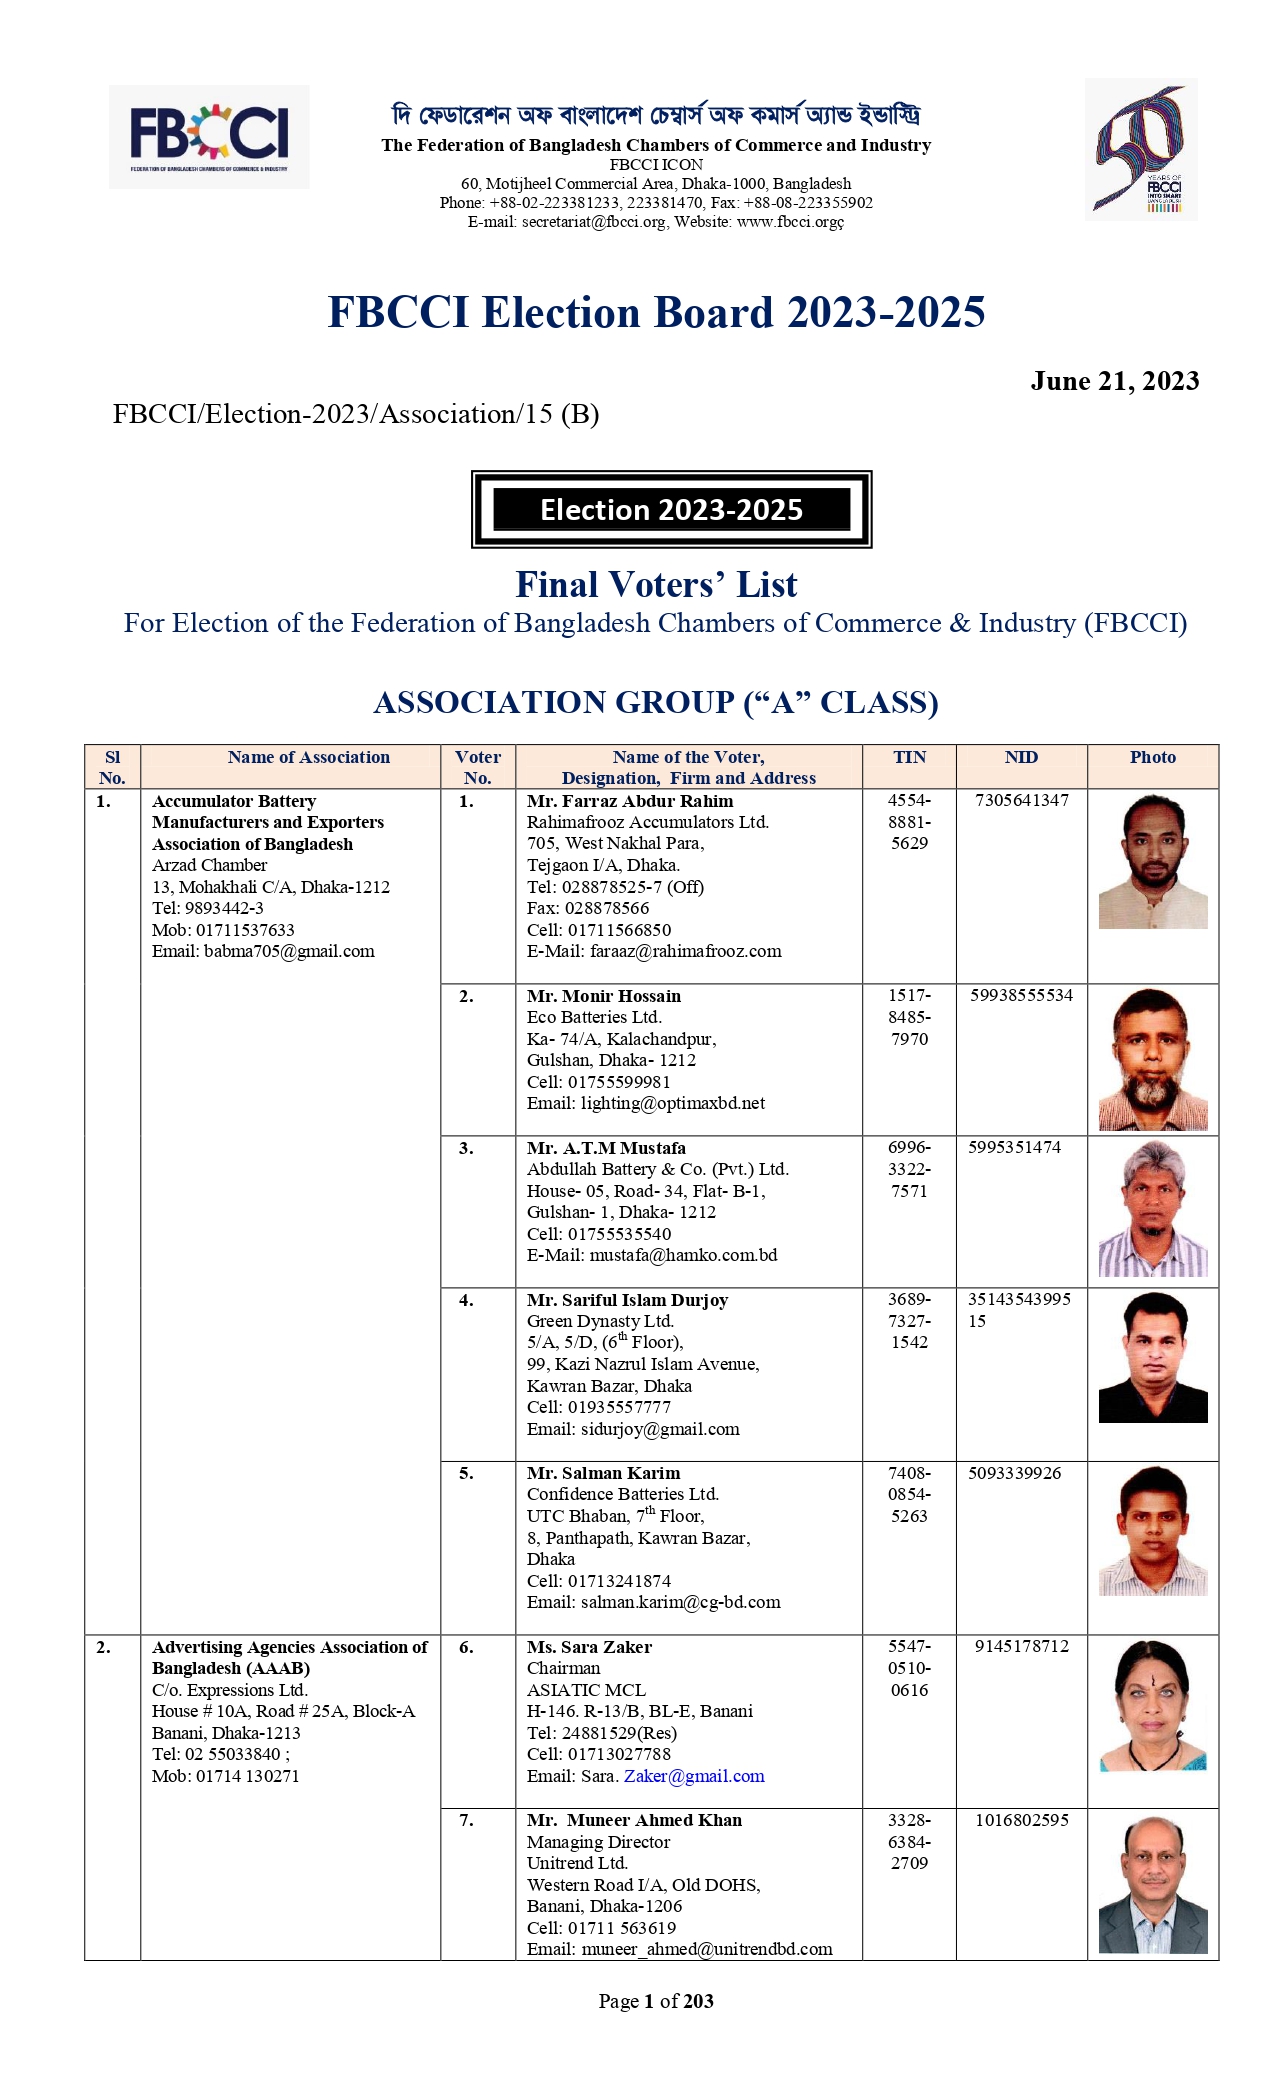 FBCCI
FEDERATION OF BANGLADESH CHAMBERS OF COMMERCE & INDUSTRY
দি ফেডারেশন অফ বাংলাদেশ চেম্বার্স অফ কমার্স অ্যান্ড ইন্ডাস্ট্রি
The Federation of Bangladesh Chambers of Commerce and Industry
FBCCI ICON
60, Motijheel Commercial Area, Dhaka-1000, Bangladesh
Phone: +88-02-223381233, 223381470, Fax: +88-08-223355902
E-mail: secretariat@fbcci.org, Website: www.fbcci.orgç
YEARS OF
FBCCI
INTO SMART
BANGLADESH
FBCCI Election Board 2023-2025
June 21, 2023
FBCCI/Election-2023/Association/15 (B)
Election 2023-2025
Final Voters’ List
For Election of the Federation of Bangladesh Chambers of Commerce & Industry (FBCCI)
ASSOCIATION GROUP (“A” CLASS)
Sl
No.
Name of Association
Voter
No.
Name of the Voter,
Designation, Firm and Address
TIN
NID
Photo
1.
Accumulator Battery
Manufacturers and Exporters
Association of Bangladesh
Arzad Chamber
13, Mohakhali C/A, Dhaka-1212
Tel: 9893442-3
Mob: 01711537633
Email: babma705@gmail.com
1.
Mr. Farraz Abdur Rahim
Rahimafrooz Accumulators Ltd.
705, West Nakhal Para,
Tejgaon I/A, Dhaka.
Tel: 028878525-7 (Off)
Fax: 028878566
Cell: 01711566850
E-Mail: faraaz@rahimafrooz.com
4554-
8881-
5629
7305641347
2.
Mr. Monir Hossain
Eco Batteries Ltd.
Ka- 74/A, Kalachandpur,
Gulshan, Dhaka- 1212
Cell: 01755599981
Email: lighting@optimaxbd.net
1517-
8485-
7970
59938555534
3.
Mr. A.T.M Mustafa
Abdullah Battery & Co. (Pvt.) Ltd.
House- 05, Road- 34, Flat- B-1,
Gulshan- 1, Dhaka- 1212
Cell: 01755535540
E-Mail: mustafa@hamko.com.bd
6996-
3322-
7571
5995351474
4.
Mr. Sariful Islam Durjoy
Green Dynasty Ltd.
5/A, 5/D, (6th Floor),
99, Kazi Nazrul Islam Avenue,
Kawran Bazar, Dhaka
Cell: 01935557777
Email: sidurjoy@gmail.com
3689-
7327-
1542
35143543995
15
5.
Mr. Salman Karim
Confidence Batteries Ltd.
UTC Bhaban, 7th Floor,
8, Panthapath, Kawran Bazar,
Dhaka
Cell: 01713241874
Email: salman.karim@cg-bd.com
7408-
0854-
5263
5093339926
2.
Advertising Agencies Association of
Bangladesh (AAAB)
C/o. Expressions Ltd.
House # 10A, Road # 25A, Block-A
Banani, Dhaka-1213
Tel: 02 55033840 ;
Mob: 01714 130271
6.
Ms. Sara Zaker
Chairman
ASIATIC MCL
H-146. R-13/B, BL-E, Banani
Tel: 24881529(Res)
Cell: 01713027788
Email: Sara. Zaker@gmail.com
5547-
0510-
0616
9145178712
7.
Mr. Muneer Ahmed Khan
Managing Director
Unitrend Ltd.
Western Road I/A, Old DOHS,
Banani, Dhaka-1206
Cell: 01711 563619
Email: muneer_ahmed@unitrendbd.com
3328-
6384-
2709
1016802595
Page 1 of 203